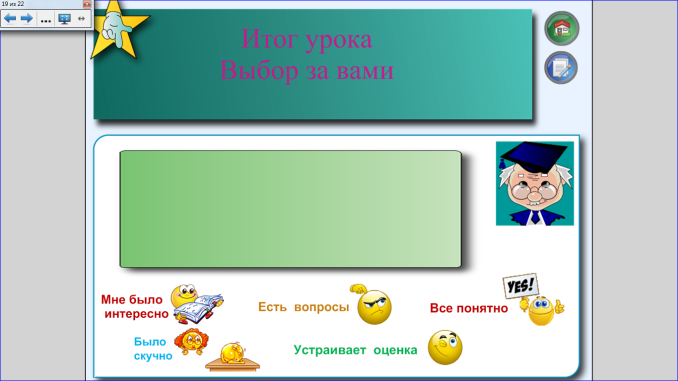 19 из 22
...
Итог урока
Выбор за вами
Мне было
интересно
Есть вопросы
YES!
Все понятно
Было
скучно
Устраивает оценка